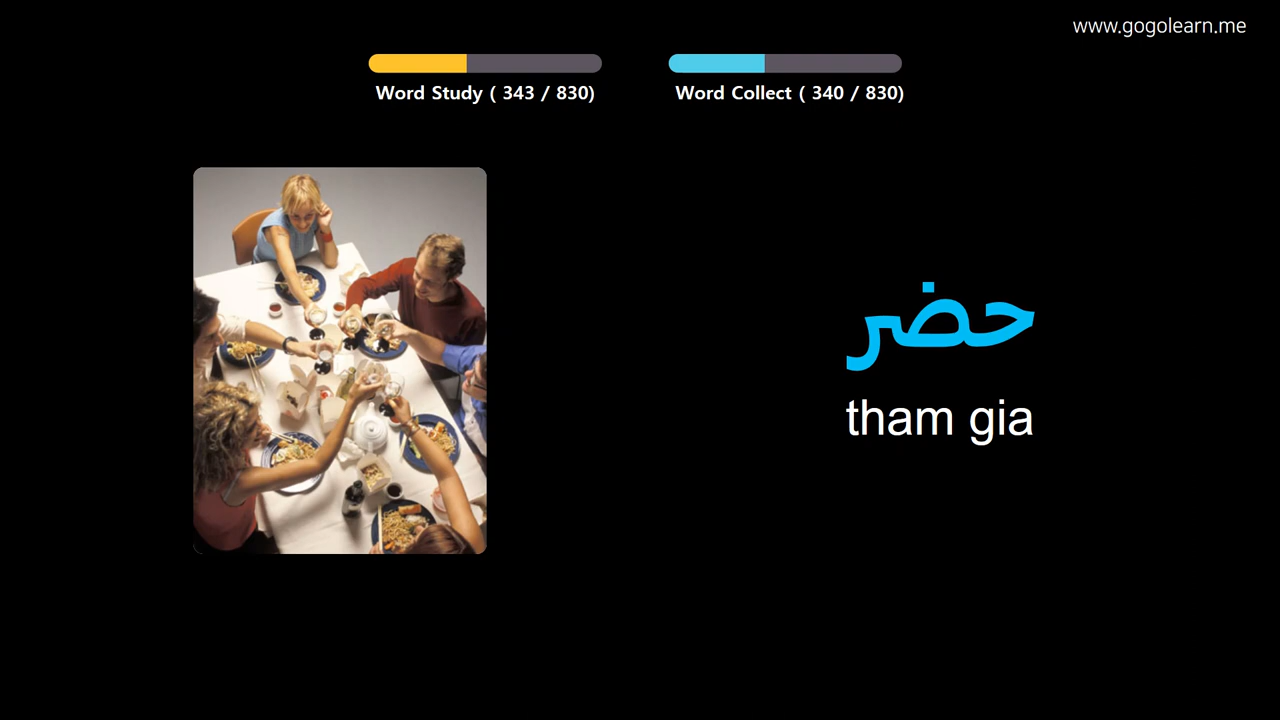 www.gogolearn.me
Word Study ( 343 / 830)
Word Collect ( 340 / 830)
حضر
tham gia